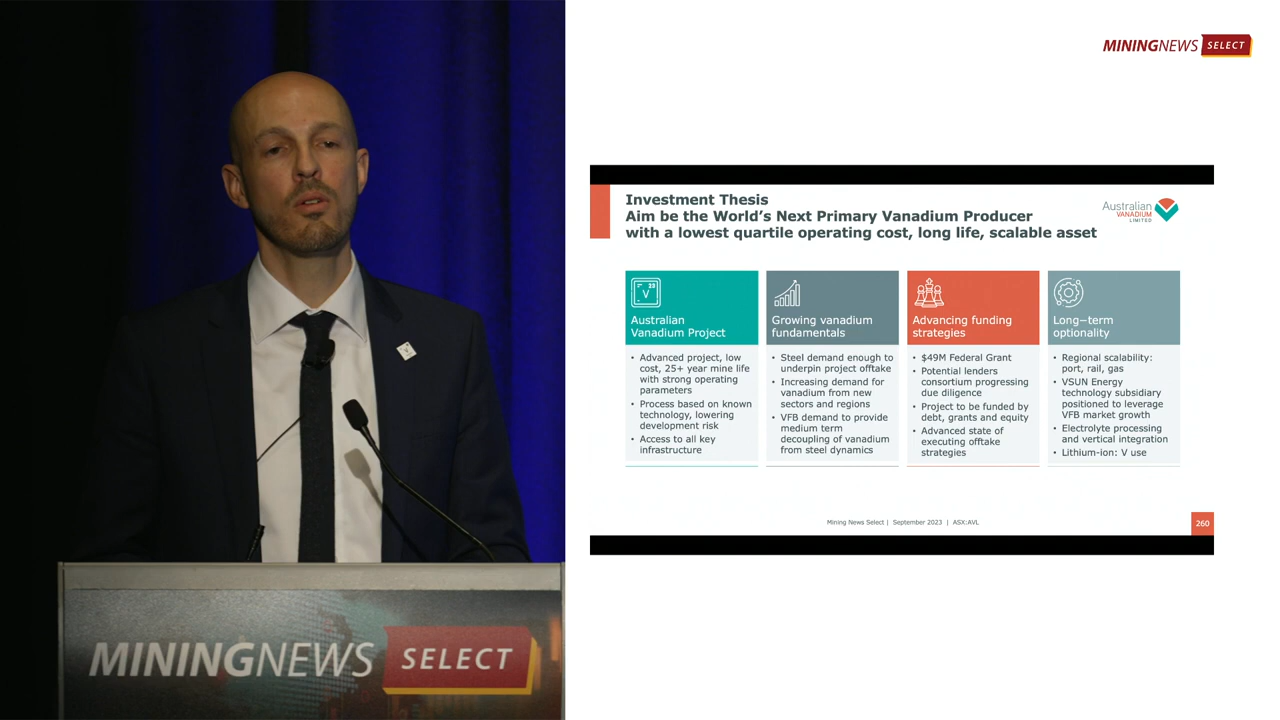 MININGNEWS SELECT
Investment Thesis
Aim be the World's Next Primary Vanadium Producer
with a lowest quartile operating cost, long life, scalable asset
Australian
VANADIUM
LIMITED
23
V
Australian
Vanadium Project
• Advanced project, low
cost, 25+ year mine life
with strong operating
parameters
• Process based on known
technology, lowering
development risk
• Access to all key
infrastructure
Growing vanadium
fundamentals
• Steel demand enough to
underpin project offtake
• Increasing demand for
vanadium from new
sectors and regions
• VFB demand to provide
medium term
decoupling of vanadium
from steel dynamics
Advancing funding
strategies
• $49M Federal Grant
• Potential lenders
consortium progressing
due diligence
• Project to be funded by
debt, grants and equity
• Advanced state of
executing offtake
strategies
Long–term
optionality
• Regional scalability:
port, rail, gas
• VSUN Energy
technology subsidiary
positioned to leverage
VFB market growth
• Electrolyte processing
and vertical integration
• Lithium-ion: V use
Mining News Select | September 2023 | ASX:AVL
260
MININGNEWS SELECT